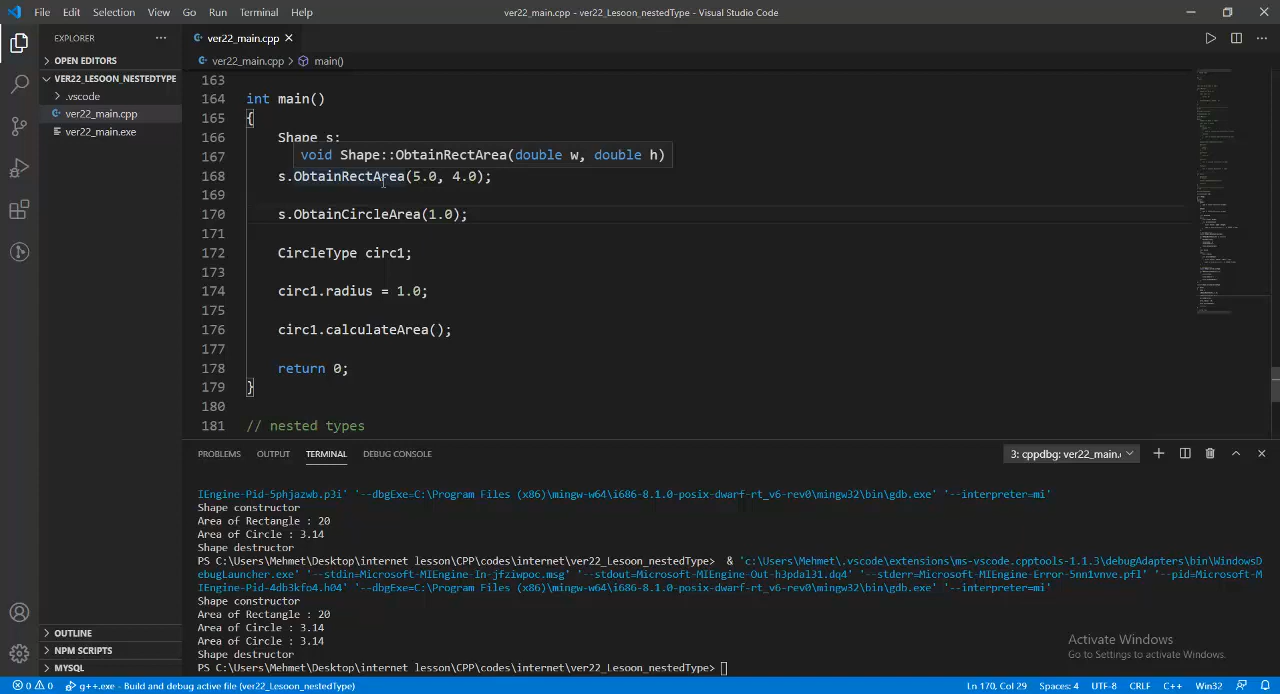 File Edit Selection View Go Run Terminal Help
ver22_main.cpp - ver22_Lesoon_nestedType - Visual Studio Code
EXPLORER
OPEN EDITORS
VER22_LESOON_NESTEDTYPE
.vscode
ver22_main.cpp
ver22_main.exe
OUTLINE
NPM SCRIPTS
MYSQL
ver22_main.cpp
ver22_main.cpp > main()
163
164 int main()
165 {
166 Shape s;
void Shape::ObtainRectArea(double w, double h)
167
168 s.ObtainRectArea(5.0, 4.0);
169
170 s.ObtainCircleArea(1.0);
171
172 CircleType circ1;
173
174 circ1.radius = 1.0;
175
176 circ1.calculateArea();
177
178 return 0;
179 }
180
181 // nested types
PROBLEMS OUTPUT TERMINAL DEBUG CONSOLE
3: cppdbg: ver22_main.
IEngine-Pid-5phjazwb.p3i' '--dbgExe=C:\Program Files (x86)\mingw-w64\i686-8.1.0-posix-dwarf-rt_v6-rev0\mingw32\bin\gdb.exe' '--interpreter=mi'
Shape constructor
Area of Rectangle : 20
Area of Circle : 3.14
Shape destructor
PS C:\Users\Mehmet\Desktop\internet lesson\CPP\codes\internet\ver22_Lesoon_nestedType> & 'c:\Users\Mehmet\.vscode\extensions\ms-vscode.cpptools-1.1.3\debugAdapters\bin\WindowsD
ebugLauncher.exe' '--stdin=Microsoft-MIEngine-In-jfziwpoc.msg' '--stdout=Microsoft-MIEngine-Out-h3pdal31.dq4' '--stderr=Microsoft-MIEngine-Error-5nn1vnve.pfl' '--pid=Microsoft-M
IEngine-Pid-4db3kfo4.h04' '--dbgExe=C:\Program Files (x86)\mingw-w64\i686-8.1.0-posix-dwarf-rt_v6-rev0\mingw32\bin\gdb.exe' '--interpreter=mi'
Shape constructor
Area of Rectangle : 20
Area of Circle : 3.14
Area of Circle : 3.14
Shape destructor
PS C:\Users\Mehmet\Desktop\internet lesson\CPP\codes\internet\ver22_Lesoon_nestedType>
Activate Windows
Go to Settings to activate Windows.
0 0 g++.exe - Build and debug active file (ver22_Lesoon_nestedType)
Ln 170, Col 29 Spaces: 4 UTF-8 CRLF C++ Win32